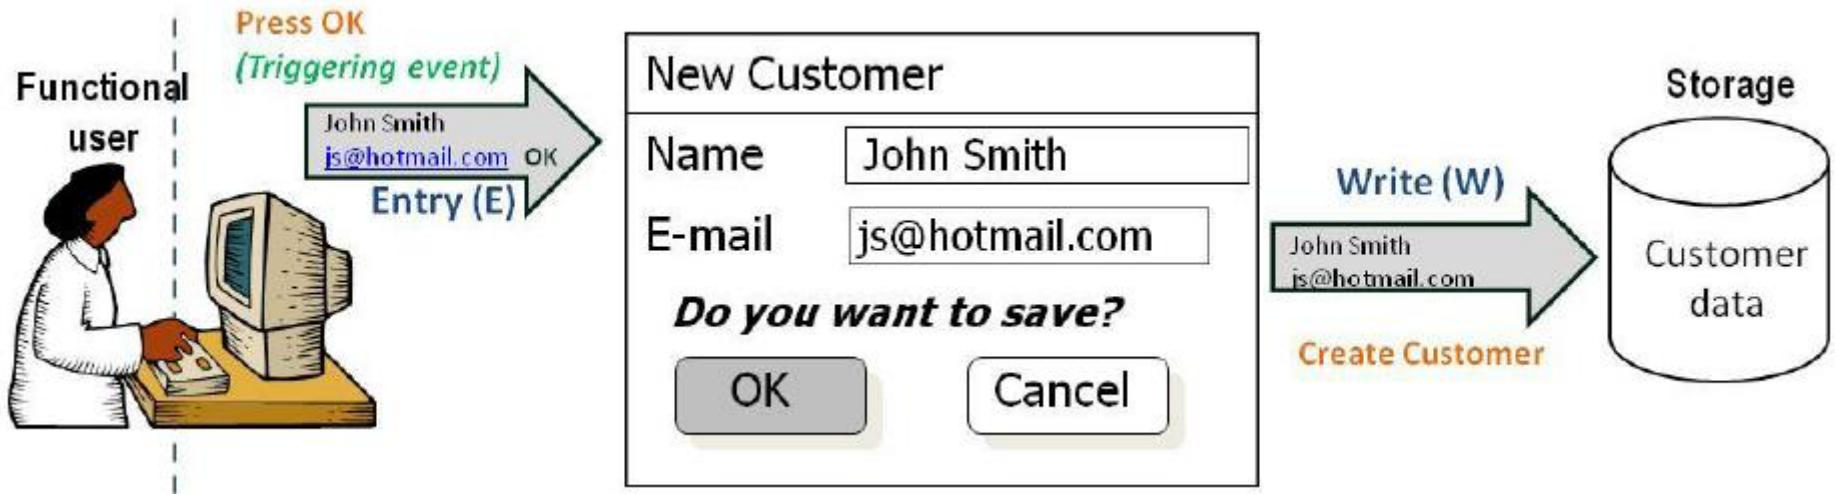 Functional
user
Press OK
(Triggering event)
John Smith
js@hotmail.com OK
Entry (E)
New Customer
Name
John Smith
E-mail
js@hotmail.com
Do you want to save?
OK
Cancel
Write (W)
John Smith
js@hotmail.com
Create Customer
Storage
Customer
data